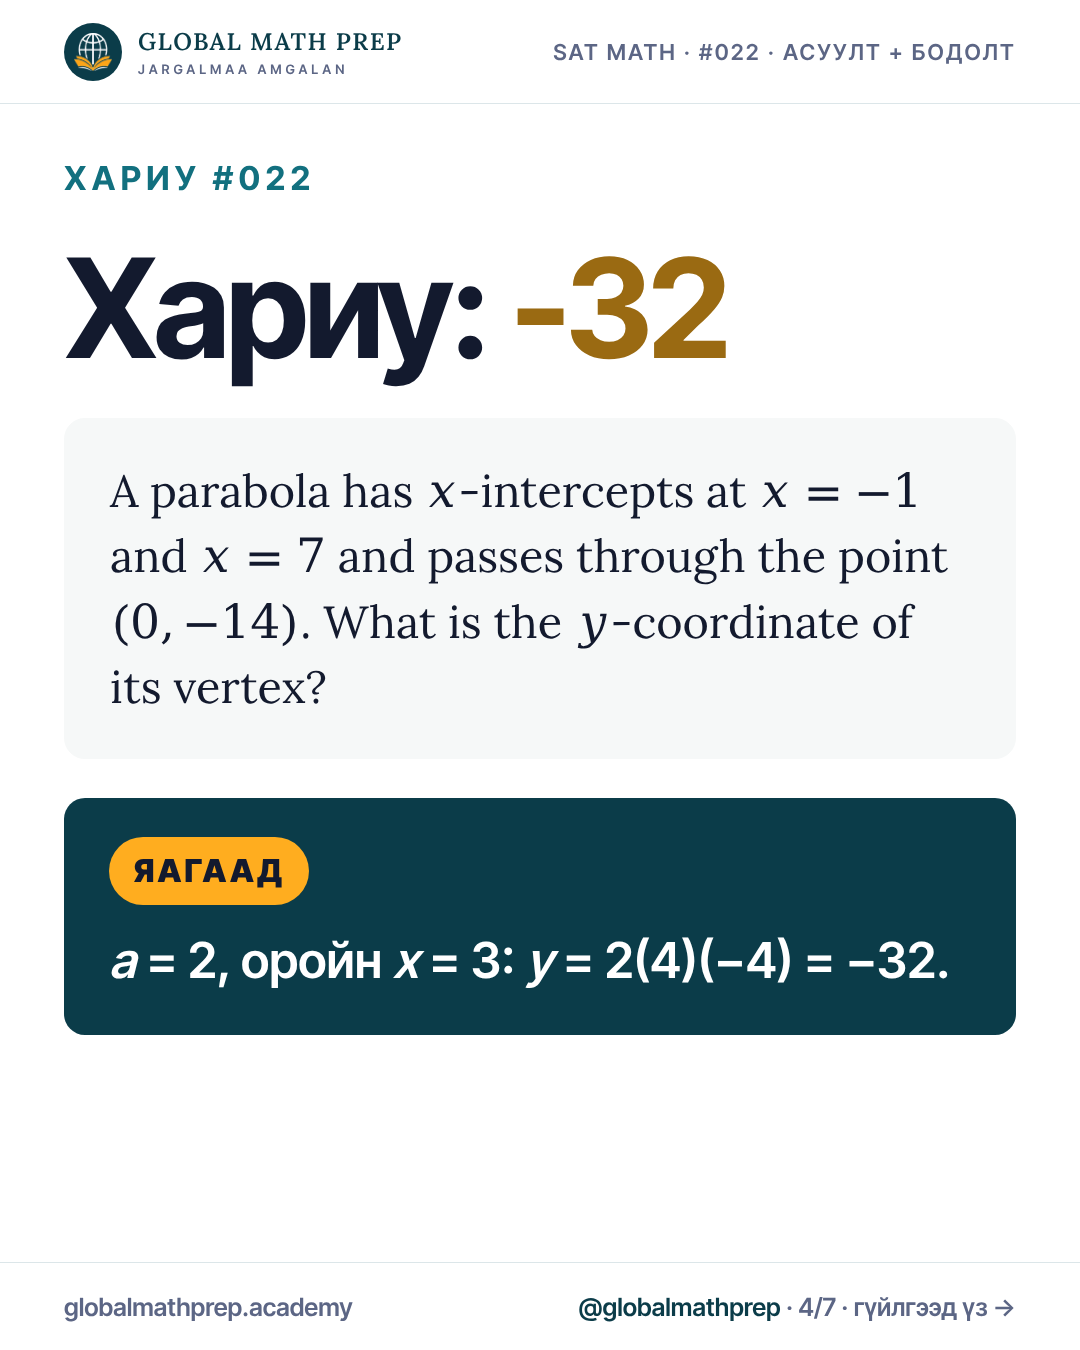 GLOBAL MATH PREP
JARGALMAA AMGALAN
SAT MATH · #022 · АСУУЛТ + БОДОЛТ
ХАРИУ #022
Хариу: -32
A parabola has x-intercepts at x = −1
and x = 7 and passes through the point
(0, −14). What is the y-coordinate of
its vertex?
ЯАГААД
a = 2, оройн x = 3: y = 2(4)(−4) = −32.
globalmathprep.academy
@globalmathprep · 4/7 · гүйлгээд үз →